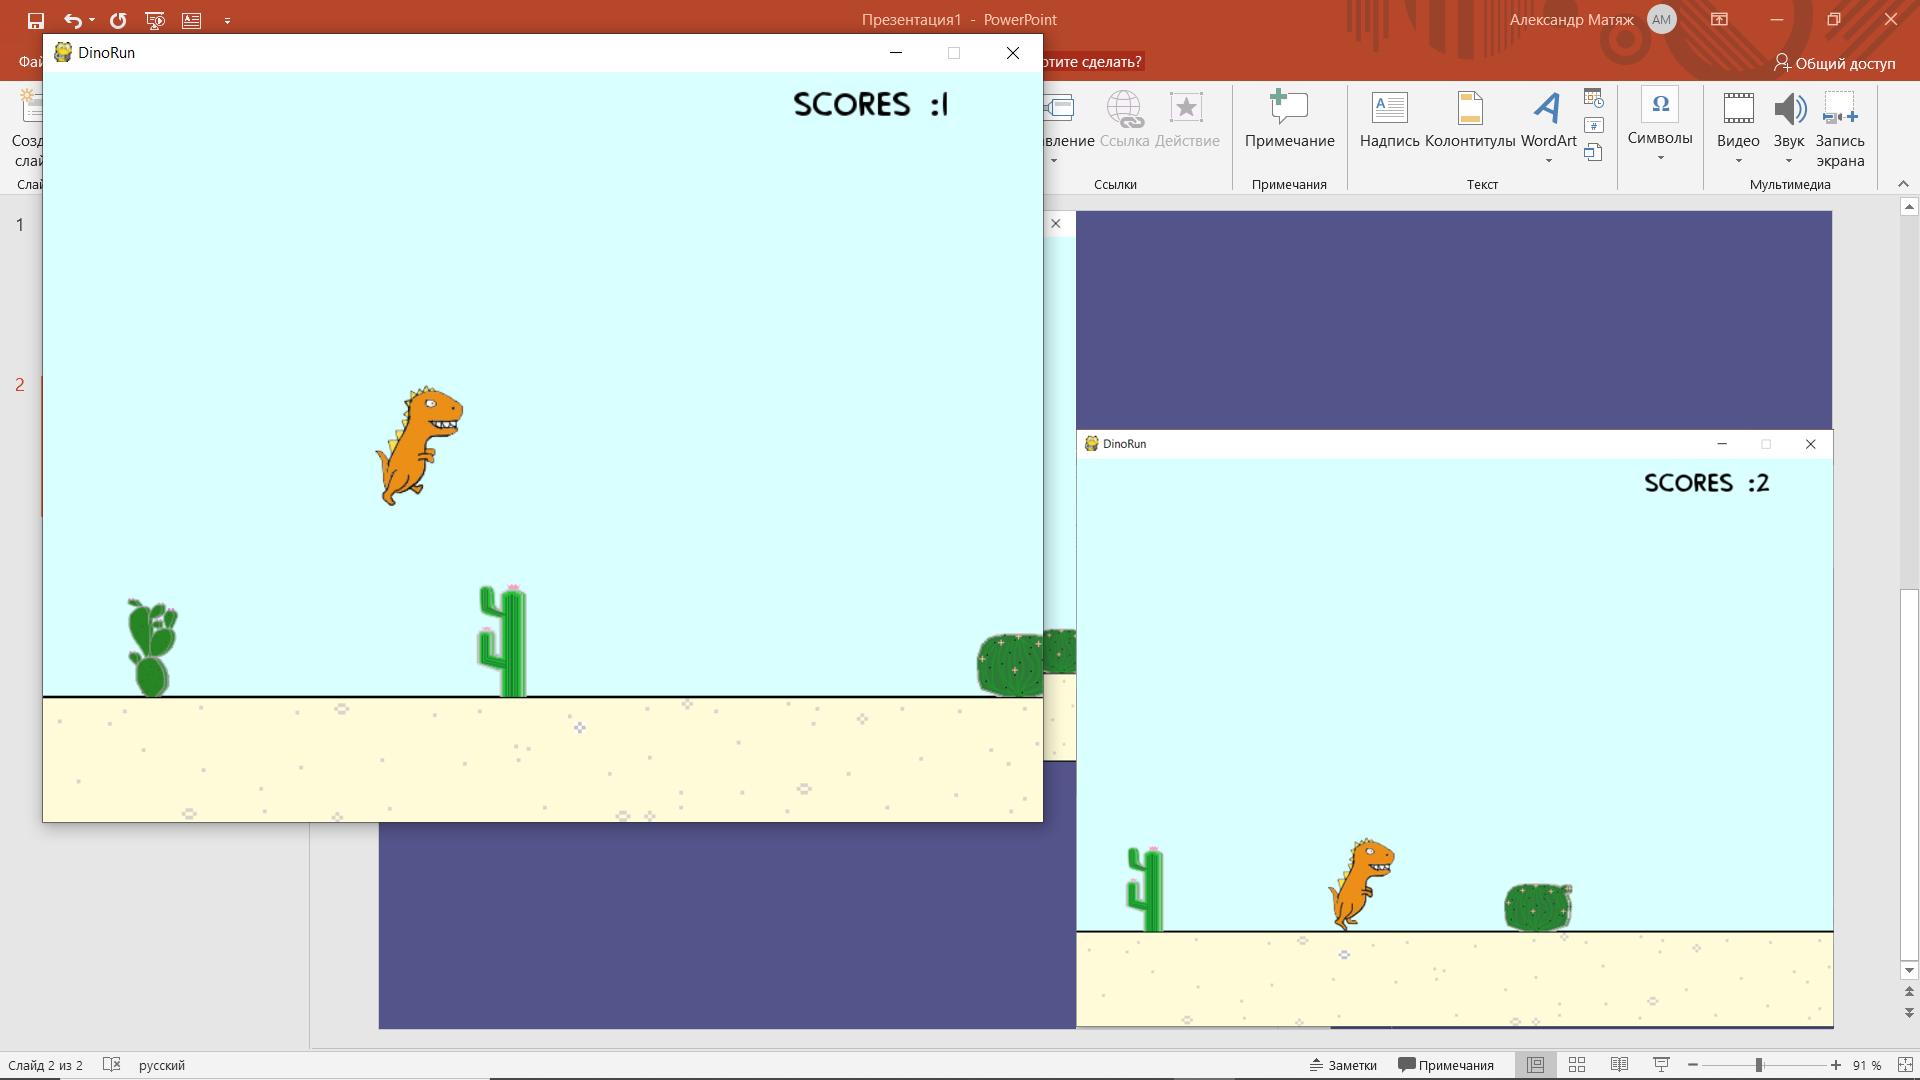 Презентация1 - PowerPoint
Александр Матяж
АМ
DinoRun
Фай
отите сделать?
Общий доступ
SCORES :1
Созд
слай
Слай
вление
Ссылка
Действие
Ссылки
Примечание
Примечания
Надпись
Колонтитулы
WordArt
Текст
Символы
Видео
Звук
Запись
экрана
Мультимедиа
1
2
DinoRun
SCORES :2
Слайд 2 из 2
русский
Заметки
Примечания
91 %